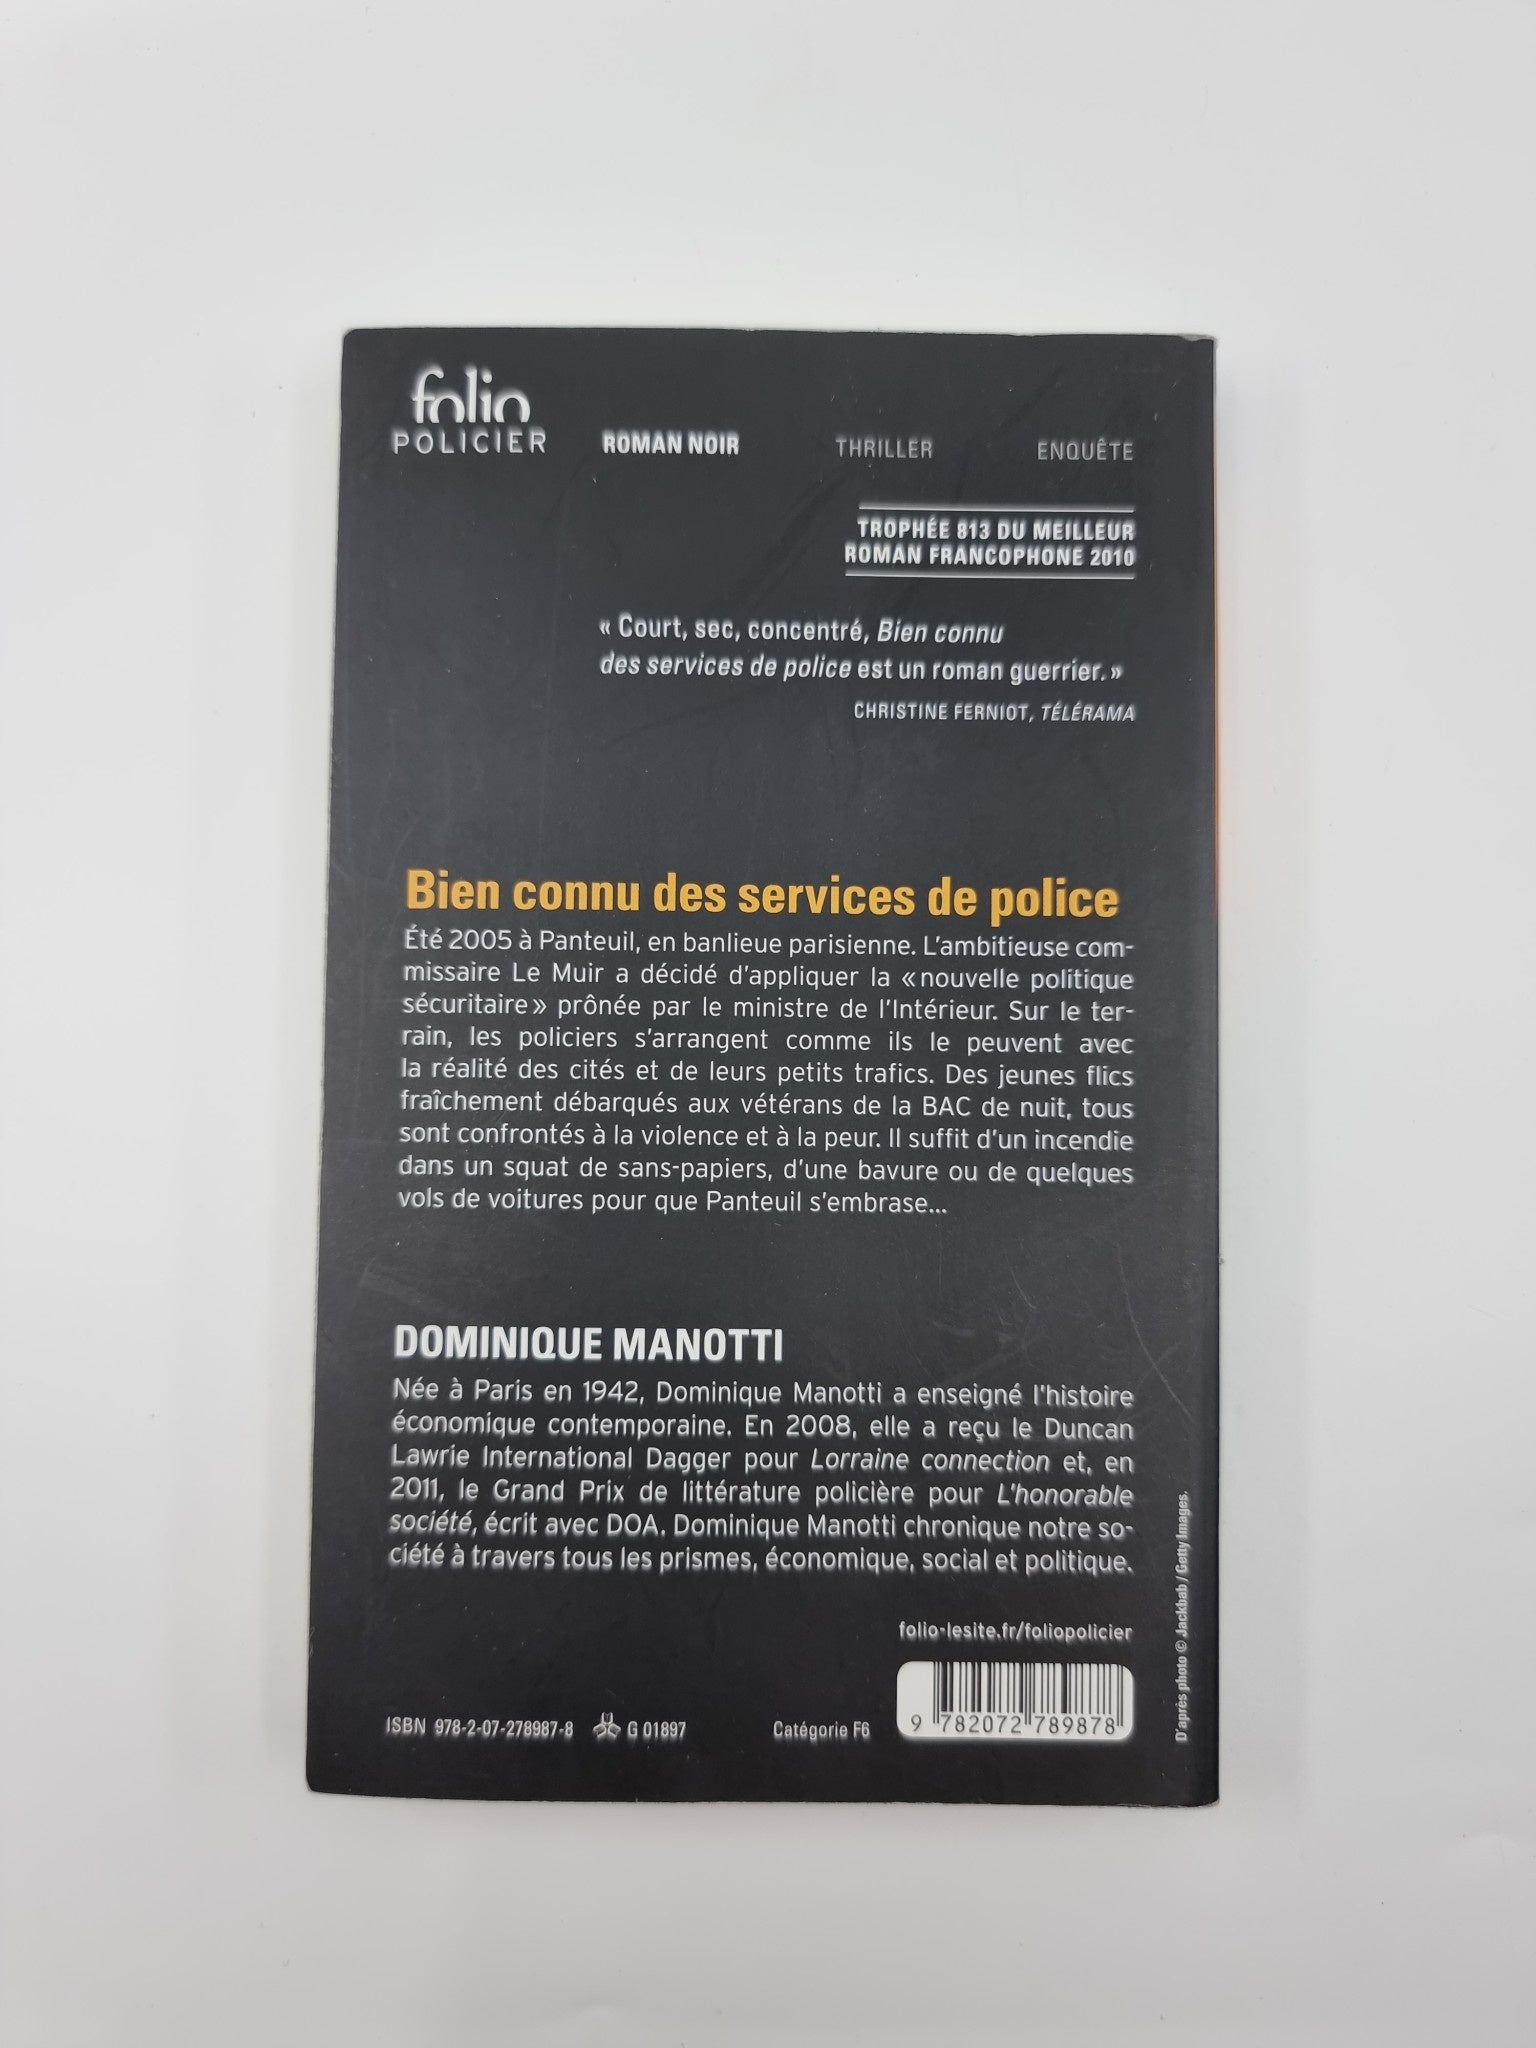 folio
POLICIER
ROMAN NOIR THRILLER ENQUÊTE
TROPHÉE 813 DU MEILLEUR
ROMAN FRANCOPHONE 2010
« Court, sec, concentré, Bien connu
des services de police est un roman guerrier. »
CHRISTINE FERNIOT, TÉLÉRAMA
Bien connu des services de police
Été 2005 à Panteuil, en banlieue parisienne. L'ambitieuse com-
missaire Le Muir a décidé d'appliquer la « nouvelle politique
sécuritaire » prônée par le ministre de l'Intérieur. Sur le ter-
rain, les policiers s'arrangent comme ils le peuvent avec
la réalité des cités et de leurs petits trafics. Des jeunes flics
fraîchement débarqués aux vétérans de la BAC de nuit, tous
sont confrontés à la violence et à la peur. Il suffit d'un incendie
dans un squat de sans-papiers, d'une bavure ou de quelques
vols de voitures pour que Panteuil s'embrase...
DOMINIQUE MANOTTI
Née à Paris en 1942, Dominique Manotti a enseigné l'histoire
économique contemporaine. En 2008, elle a reçu le Duncan
Lawrie International Dagger pour Lorraine connection et, en
2011, le Grand Prix de littérature policière pour L'honorable
société, écrit avec DOA. Dominique Manotti chronique notre so-
ciété à travers tous les prismes, économique, social et politique.
folio-lesite.fr/foliopolicier
ISBN 978-2-07-278987-8 G 01897 Catégorie F6
9 782072 789878
D'après photo © Jackbab / Getty Images.